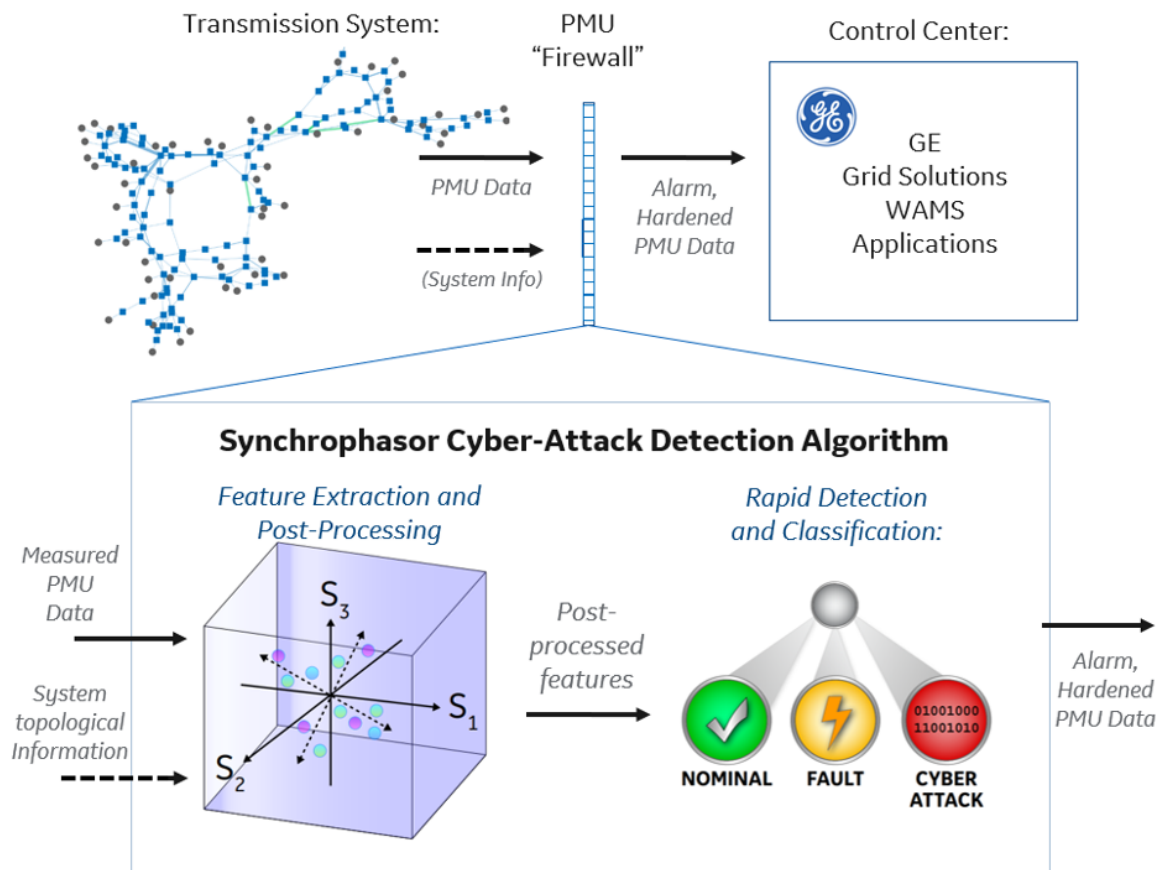 Transmission System:
PMU
“Firewall”
Control Center:
PMU Data
(System Info)
Alarm,
Hardened
PMU Data
GE
GE
Grid Solutions
WAMS
Applications
Synchrophasor Cyber-Attack Detection Algorithm
Feature Extraction and
Post-Processing
Rapid Detection
and Classification:
Measured
PMU
Data
System
topological
Information
S3
S1
S2
Post-
processed
features
01001000
11001010
NOMINAL
FAULT
CYBER
ATTACK
Alarm,
Hardened
PMU Data